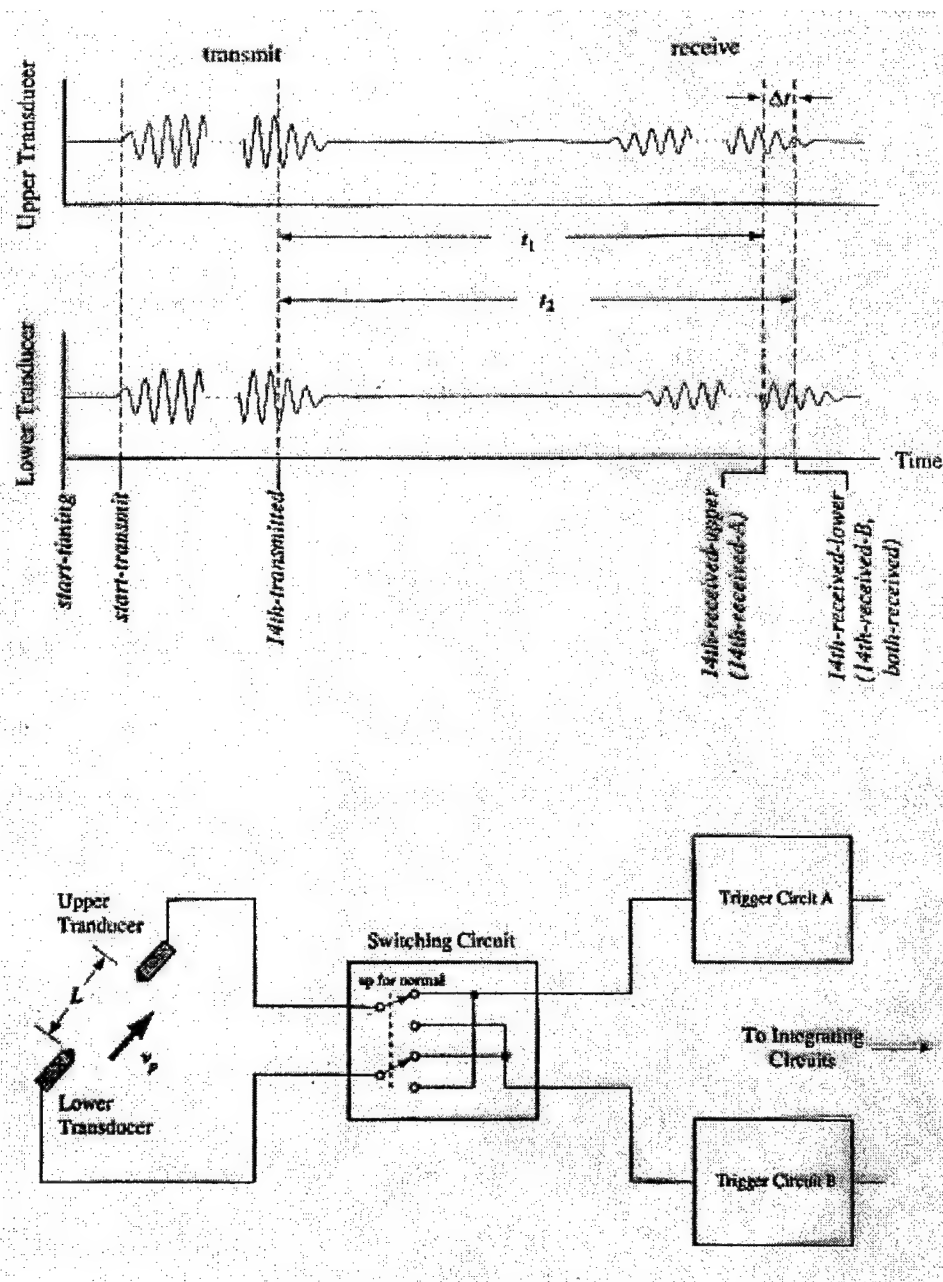 transmit
receive
Δt
Upper Transducer
t1
t2
Lower Tranducer
Time
start-timing
start-transmit
14th-transmitted
14th-received-upper
(14th-received-A)
14th-received-lower
(14th-received-B,
both-received)
Upper
Tranducer
L
vp
Lower
Transducer
Switching Circuit
up for normal
Trigger Circit A
To Integrating
Circuits
Trigger Circuit B